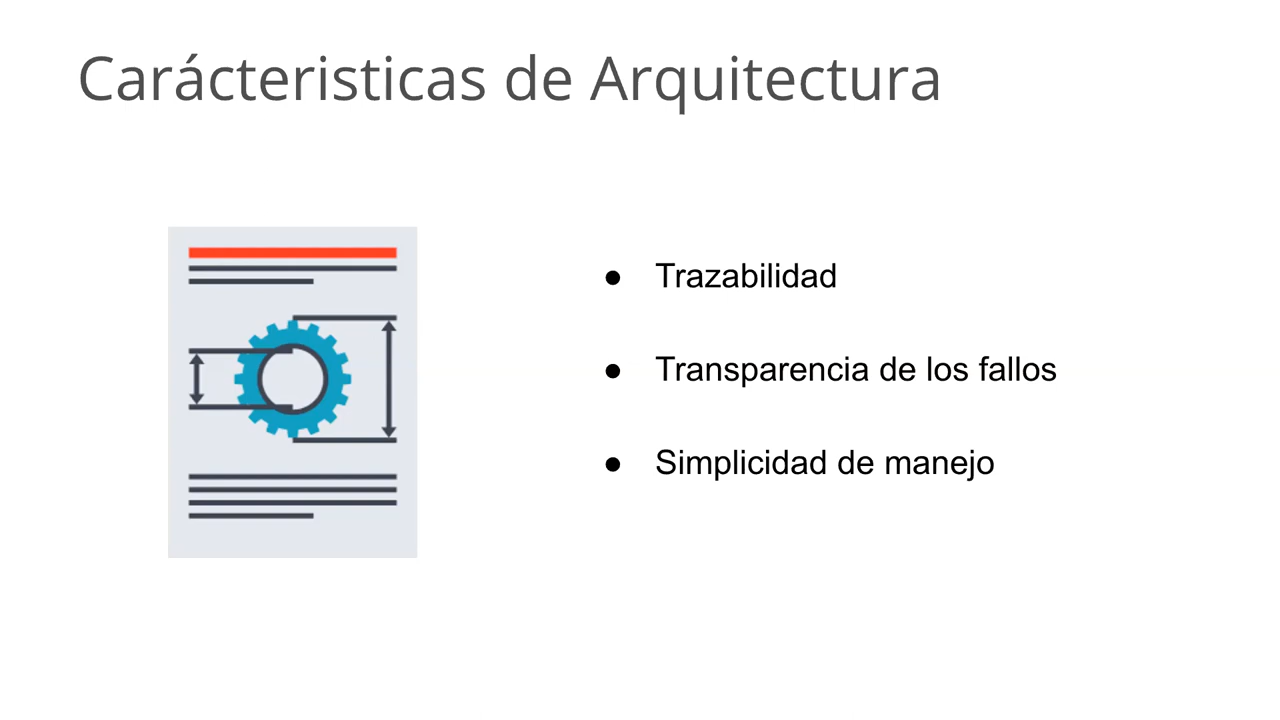 Carácteristicas de Arquitectura
● Trazabilidad
● Transparencia de los fallos
● Simplicidad de manejo